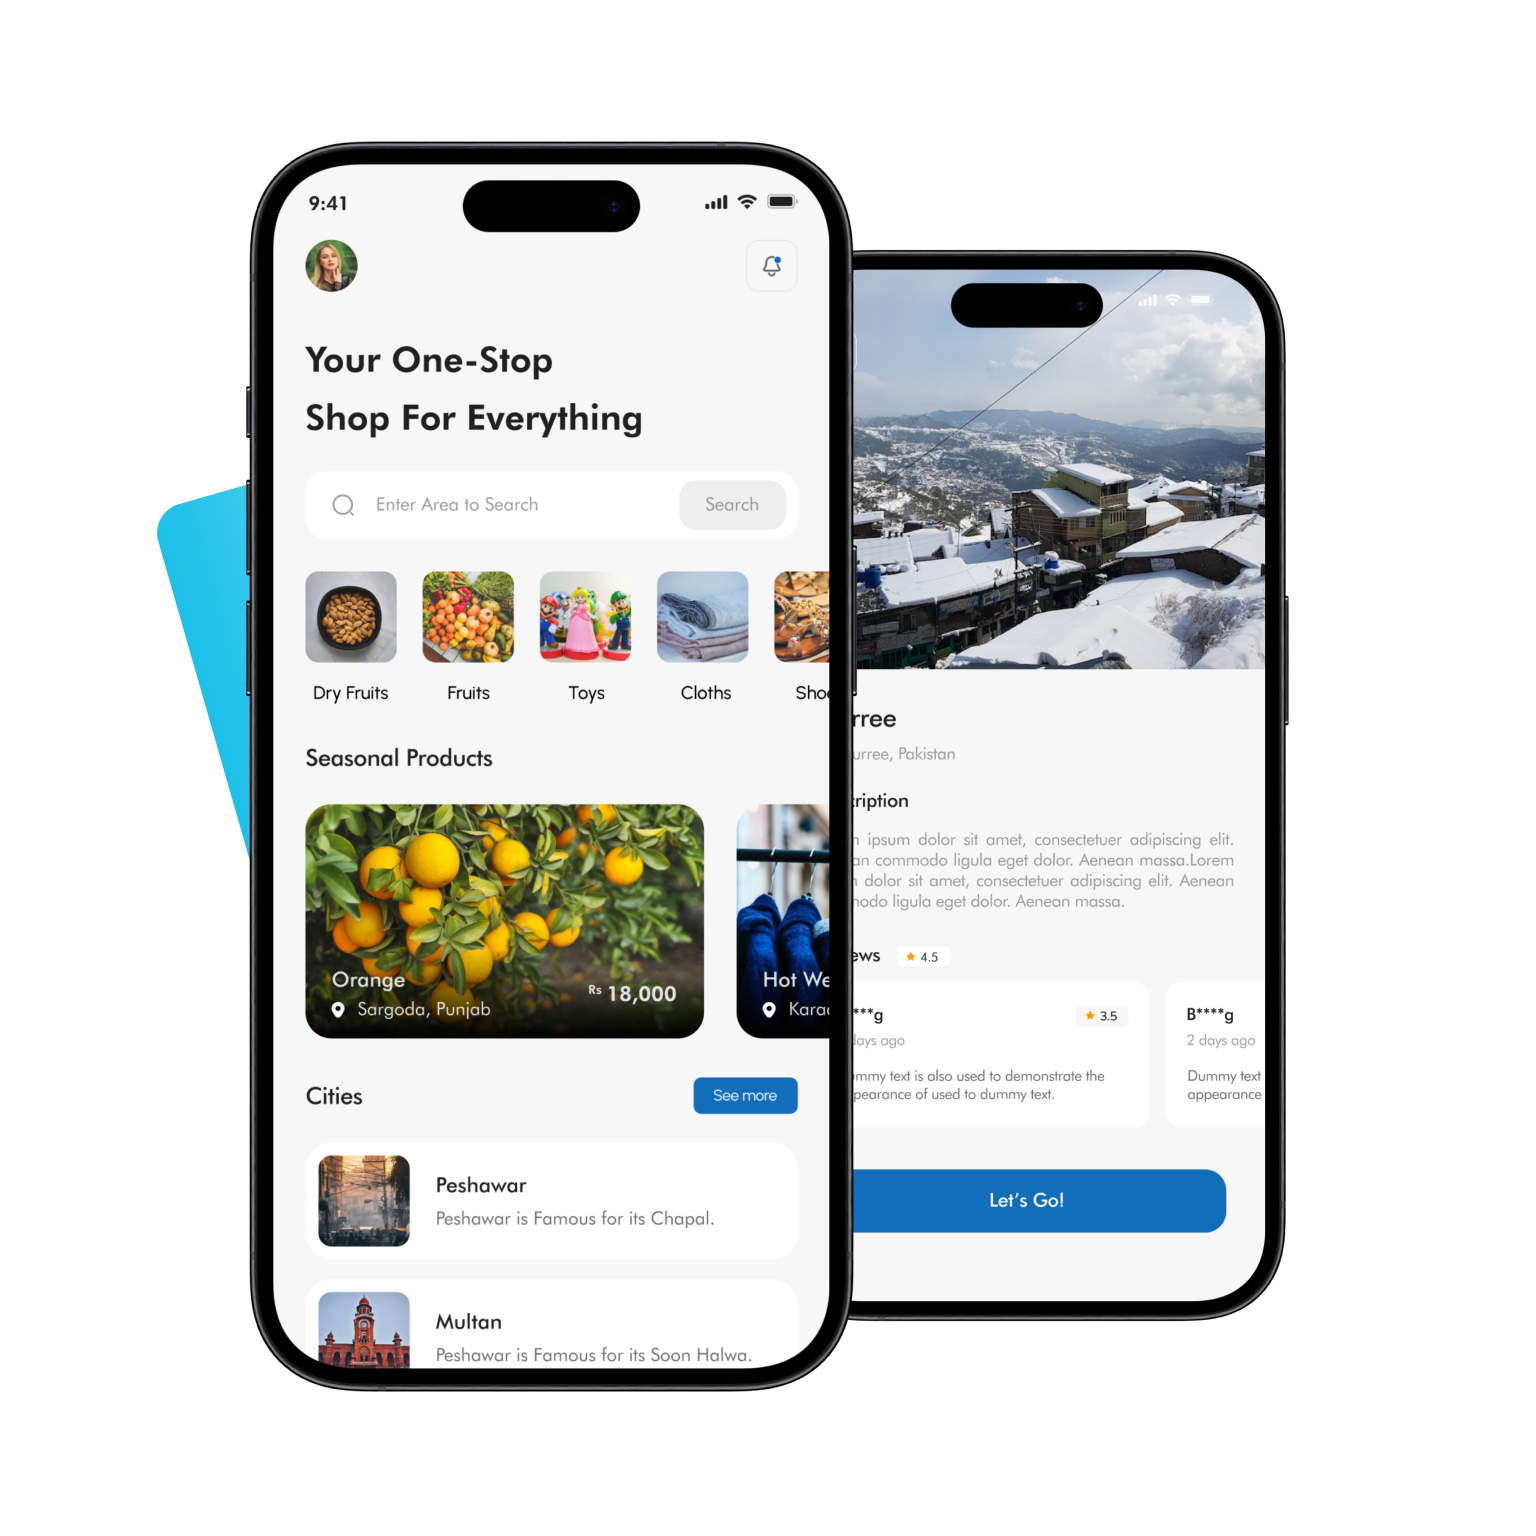 9:41
Your One-Stop
Shop For Everything
Enter Area to Search
Search
Dry Fruits
Fruits
Toys
Cloths
Shoe
Seasonal Products
Orange
Sargoda, Punjab
Rs 18,000
Hot We
Karac
Cities
See more
Peshawar
Peshawar is Famous for its Chapal.
Multan
Peshawar is Famous for its Soon Halwa.
rree
urree, Pakistan
cription
n ipsum dolor sit amet, consectetuer adipiscing elit.
an commodo ligula eget dolor. Aenean massa.Lorem
n dolor sit amet, consectetuer adipiscing elit. Aenean
nodo ligula eget dolor. Aenean massa.
ews
4.5
***g
3.5
days ago
ummy text is also used to demonstrate the
pearance of used to dummy text.
B****g
2 days ago
Dummy text
appearance
Let's Go!